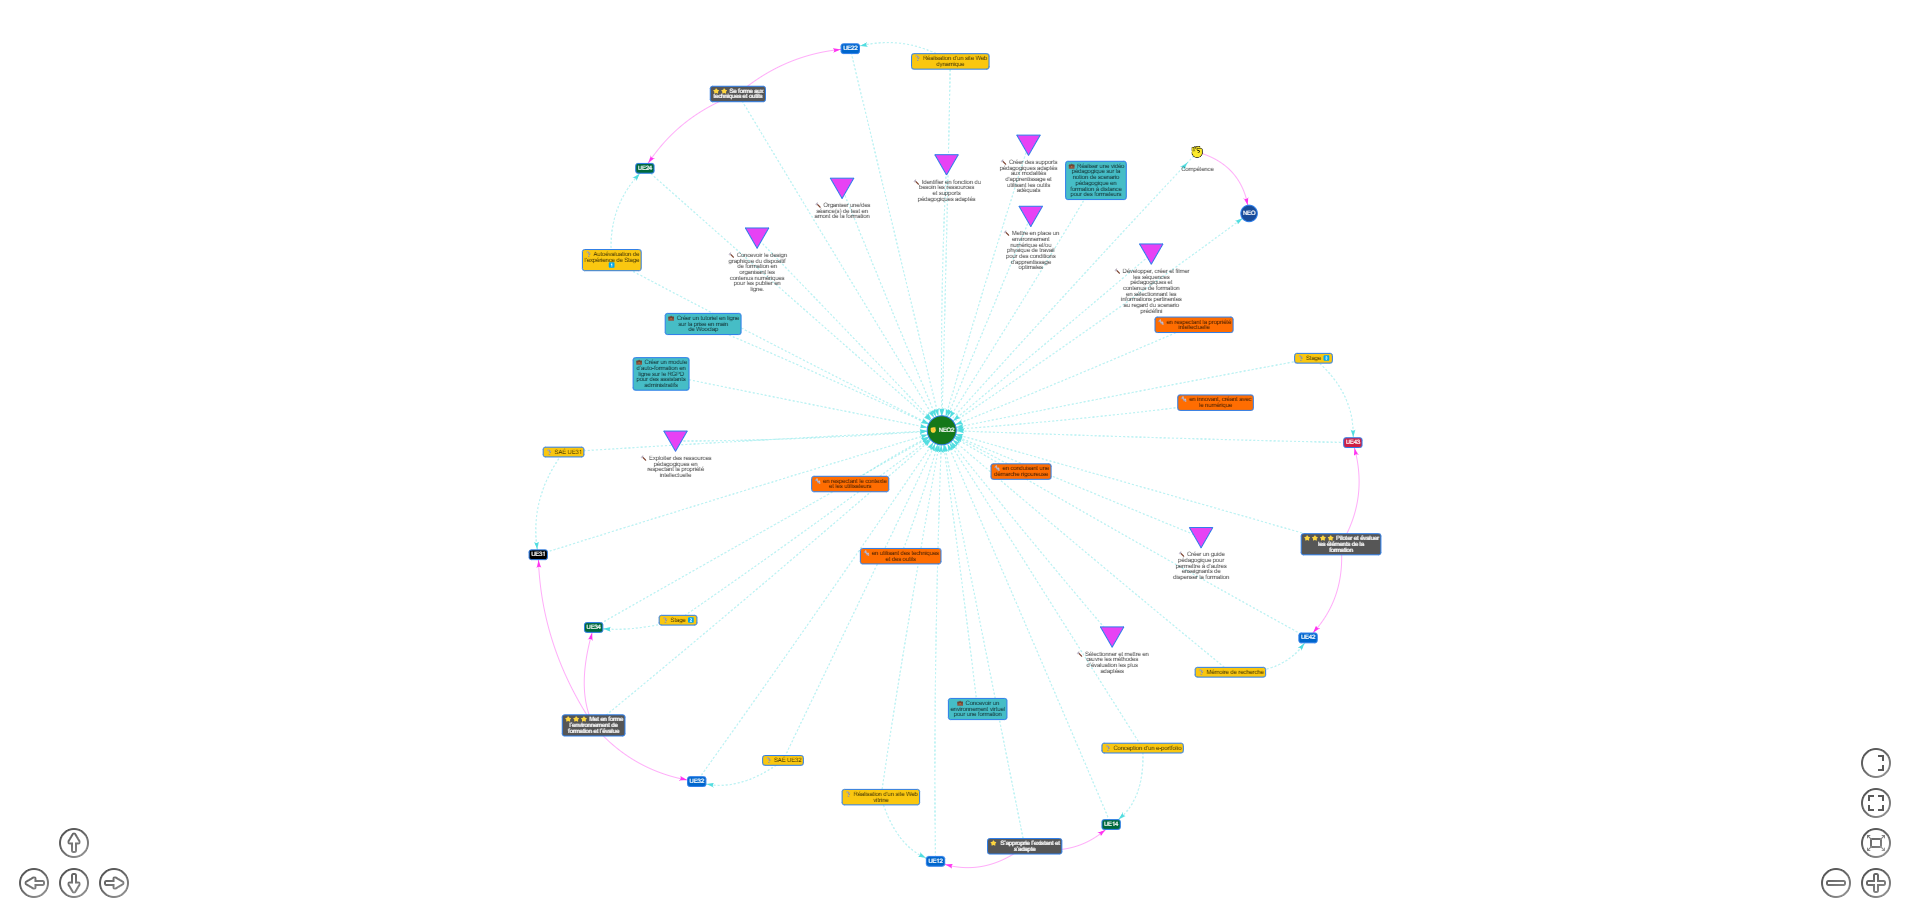 UE22
Réalisation d'un site Web
dynamique
Se forme aux
techniques et outils
UE24
Créer des supports
pédagogiques adaptés
aux modalités
d'apprentissage et
utilisant les outils
adéquats
Réaliser une vidéo
pédagogique sur la
notion de scenario
pédagogique en
formation à distance
pour des formateurs
Compétence
NEO
Identifier en fonction du
besoin les ressources
et supports
pédagogiques adaptés
Organiser une/des
séance(s) de test en
amont de la formation
Mettre en place un
environnement
numérique et/ou
physique de travail
pour des conditions
d'apprentissage
optimales
Autoévaluation de
l'expérience de Stage
1
Concevoir le design
graphique du dispositif
de formation en
organisant les
contenus numériques
pour les publier en
ligne.
Développer, créer et filmer
les séquences
pédagogiques et
contenus de formation
en sélectionnant les
informations pertinentes
au regard du scenario
prédéfini
Créer un tutoriel en ligne
sur la prise en main
de Wooclap
en respectant la propriété
intellectuelle
Créer un module
d'auto-formation en
ligne sur le RGPD
pour des assistants
administratifs
Stage
en innovant, créant avec
le numérique
NEO2
UE43
SAE UE31
Exploiter des ressources
pédagogiques en
respectant la propriété
intellectuelle
en respectant le contexte
et les utilisateurs
en conduisant une
démarche rigoureuse
UE31
en utilisant des techniques
et des outils
Créer un guide
pédagogique pour
permettre à d'autres
enseignants de
dispenser la formation
Piloter et évaluer
les éléments de la
formation
UE34
Stage 2
Sélectionner et mettre en
oeuvre les méthodes
d'évaluation les plus
adaptées
UE42
Mémoire de recherche
Met en forme
l'environnement de
formation et l'évalue
Concevoir un
environnement virtuel
pour une formation
Conception d'un e-portfolio
SAE UE32
UE32
Réalisation d'un site Web
vitrine
UE14
S'approprie l'existant et
s'adapte
UE12